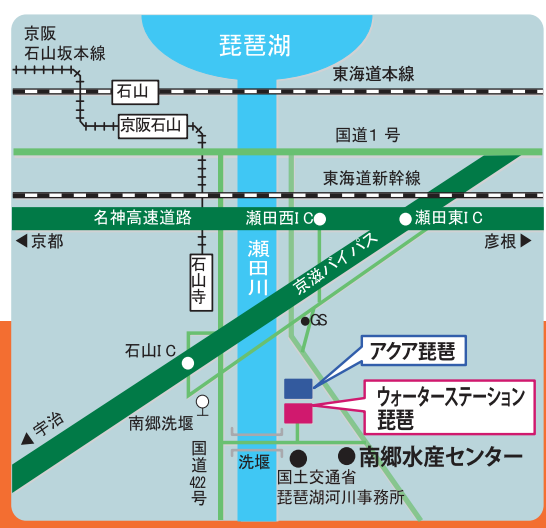 京阪
石山坂本線
琵琶湖
東海道本線
石山
京阪石山
国道1号
東海道新幹線
名神高速道路
瀬田西IC
瀬田東IC
◀京都
彦根▶
瀬田川
京滋バイパス
石山寺
GS
石山IC
アクア琵琶
ウォーターステーション
琵琶
南郷洗堰
▲宇治
国道422号
洗堰
南郷水産センター
国土交通省
琵琶湖河川事務所